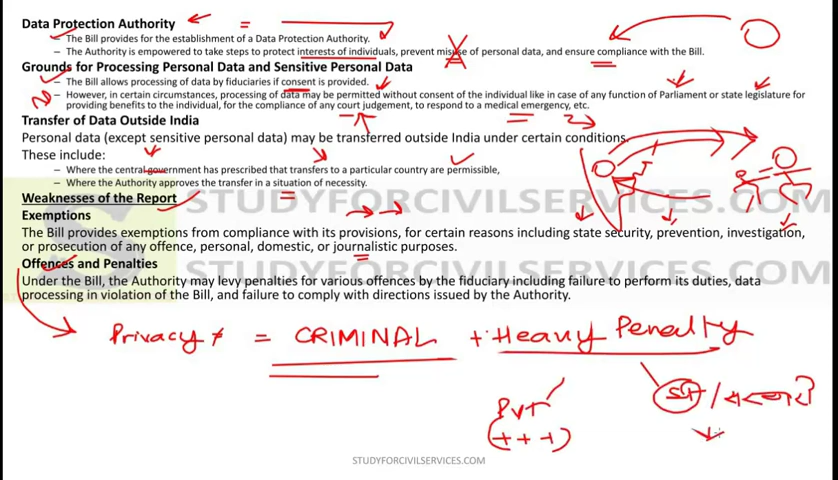 Data Protection Authority
– The Bill provides for the establishment of a Data Protection Authority.
– The Authority is empowered to take steps to protect interests of individuals, prevent misuse of personal data, and ensure compliance with the Bill.
Grounds for Processing Personal Data and Sensitive Personal Data
– The Bill allows processing of data by fiduciaries if consent is provided.
– However, in certain circumstances, processing of data may be permitted without consent of the individual like in case of any function of Parliament or state legislature for
providing benefits to the individual, for the compliance of any court judgement, to respond to a medical emergency, etc.
Transfer of Data Outside India
Personal data (except sensitive personal data) may be transferred outside India under certain conditions.
These include:
– Where the central government has prescribed that transfers to a particular country are permissible,
– Where the Authority approves the transfer in a situation of necessity.
Weaknesses of the Report
STUDYFORCIVILSERVICES.COM
Exemptions
The Bill provides exemptions from compliance with its provisions, for certain reasons including state security, prevention, investigation,
or prosecution of any offence, personal, domestic, or journalistic purposes.
Offences and Penalties
STUDYFORCIVILSERVICES.COM
Under the Bill, the Authority may levy penalties for various offences by the fiduciary including failure to perform its duties, data
processing in violation of the Bill, and failure to comply with directions issued by the Authority.
Privacy ≠ = CRIMINAL + Heavy Penalty
Pvt
(+++)
STUDYFORCIVILSERVICES.COM